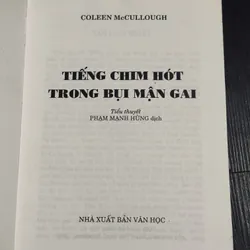 COLEEN McCULLOUGH
TIẾNG CHIM HÓT
TRONG BỤI MẬN GAI
Tiểu thuyết
PHẠM MẠNH HÙNG dịch
NHÀ XUẤT BẢN VĂN HỌC